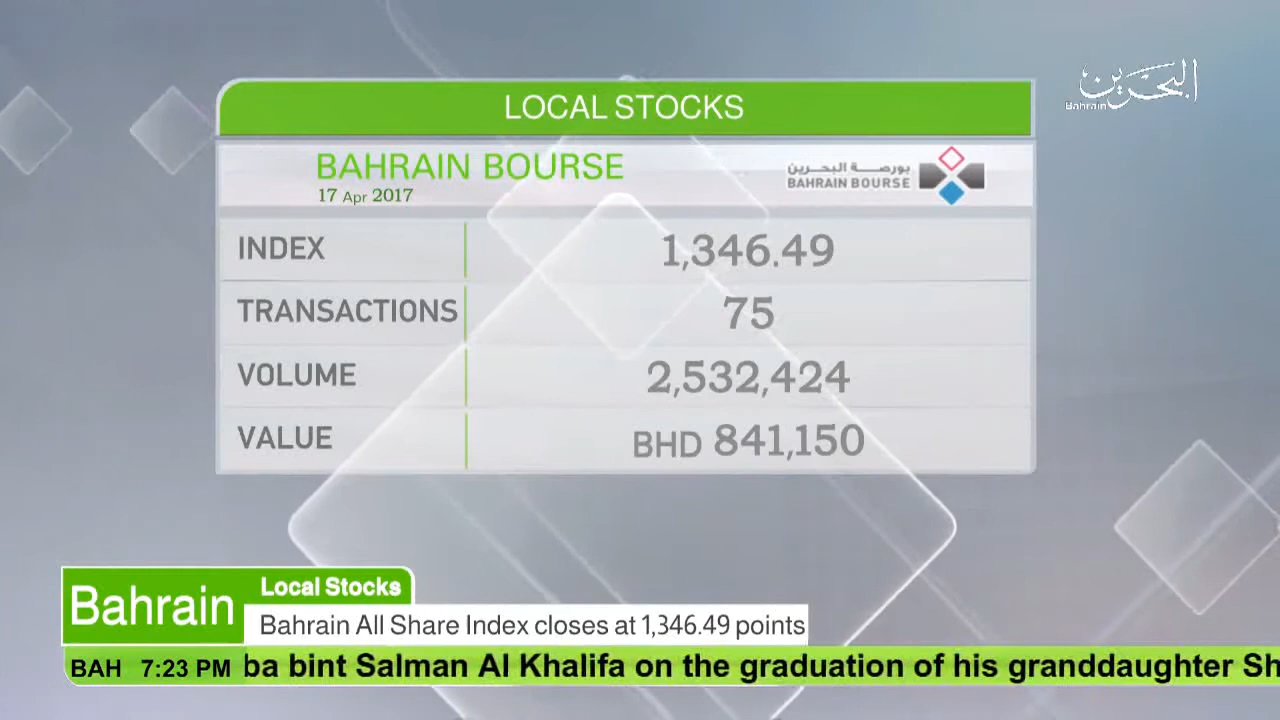 البحرين
Bahrain
LOCAL STOCKS
BAHRAIN BOURSE
17 Apr 2017
بورصة البحرين
BAHRAIN BOURSE
INDEX 1,346.49
TRANSACTIONS 75
VOLUME 2,532,424
VALUE BHD 841,150
Bahrain
Local Stocks
Bahrain All Share Index closes at 1,346.49 points
BAH 7:23 PM ba bint Salman Al Khalifa on the graduation of his granddaughter Sh